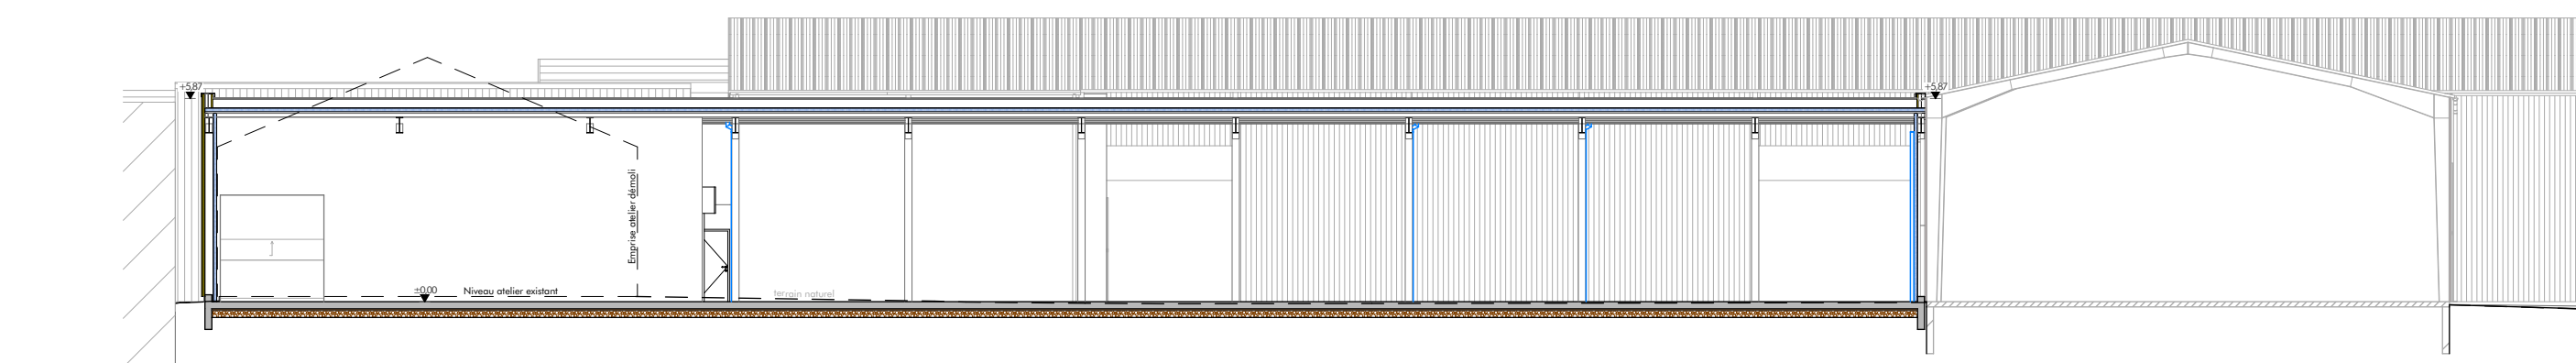 +5,87
+5,87
Emprise atelier démoli
±0,00
Niveau atelier existant
terrain naturel